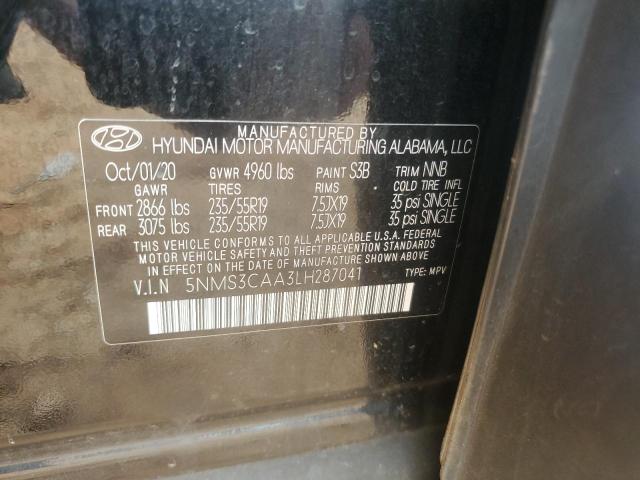 MANUFACTURED BY
HYUNDAI MOTOR MANUFACTURING ALABAMA, LLC
Oct/01/20 GVWR 4960 lbs PAINT S3B TRIM NNB
GAWR TIRES RIMS COLD TIRE INFL
FRONT 2866 lbs 235/55R19 7.5JX19 35 psi SINGLE
REAR 3075 lbs 235/55R19 7.5JX19 35 psi SINGLE
THIS VEHICLE CONFORMS TO ALL APPLICABLE U.S.A. FEDERAL
MOTOR VEHICLE SAFETY, BUMPER, AND THEFT PREVENTION STANDARDS
IN EFFECT ON THE DATE OF MANUFACTURE SHOWN ABOVE
V.I.N 5NMS3CAA3LH287041 TYPE: MPV